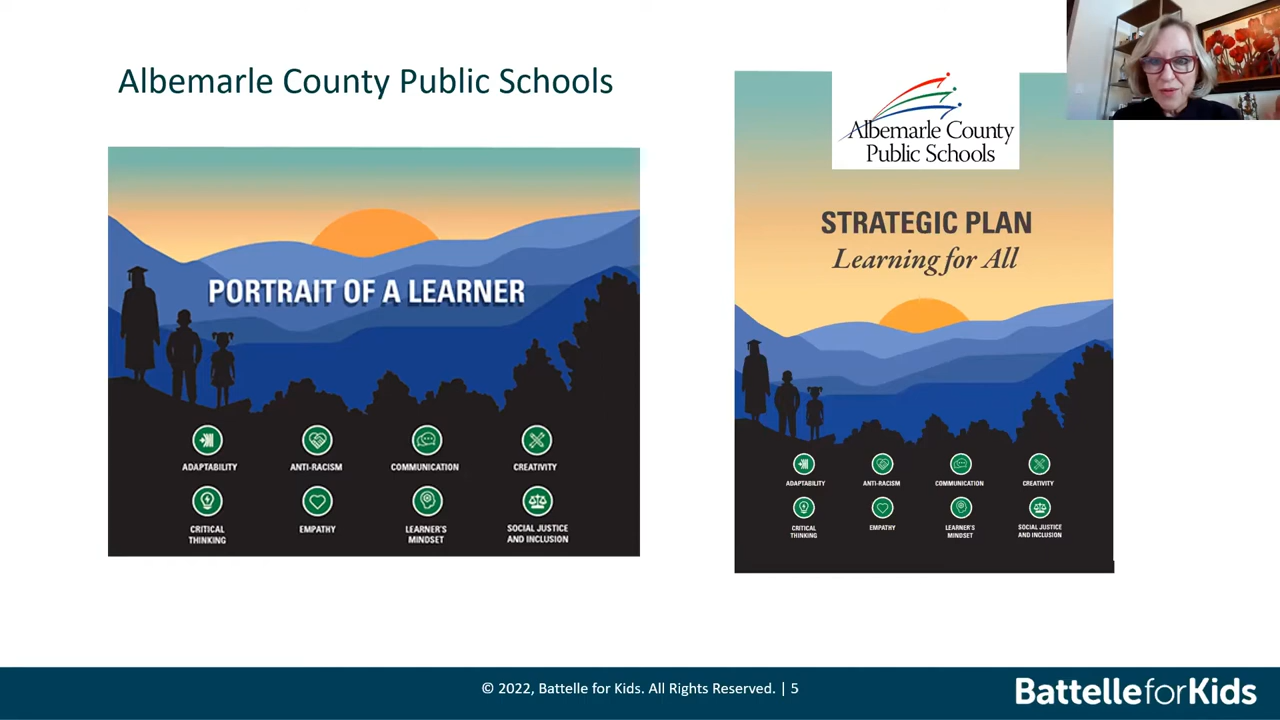 Albemarle County Public Schools
PORTRAIT OF A LEARNER
ADAPTABILITY
ANTI-RACISM
COMMUNICATION
CREATIVITY
CRITICAL
THINKING
EMPATHY
LEARNER'S
MINDSET
SOCIAL JUSTICE
AND INCLUSION
Albemarle County
Public Schools
STRATEGIC PLAN
Learning for All
ADAPTABILITY
ANTI-RACISM
COMMUNICATION
CREATIVITY
CRITICAL
THINKING
EMPATHY
LEARNER'S
MINDSET
SOCIAL JUSTICE
AND INCLUSION
© 2022, Battelle for Kids. All Rights Reserved. | 5
BattelleforKids